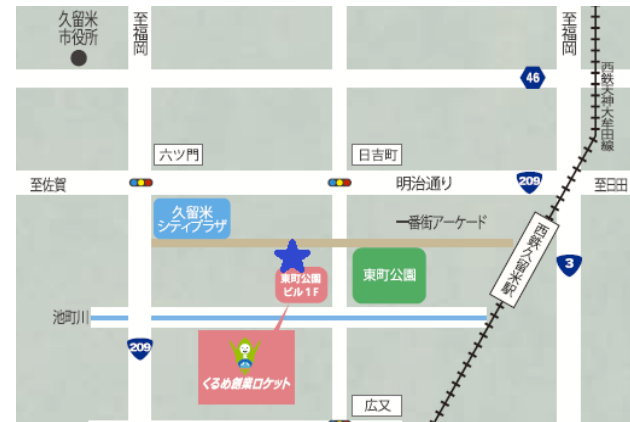 久留米
市役所
至福岡
至福岡
46
西鉄天神大牟田線
六ツ門
日吉町
至佐賀
明治通り
209
至日田
久留米
シティプラザ
一番街アーケード
西鉄久留米駅
東町公園
3
東町公園
ビル1F
池町川
209
くるめ創業ロケット
広又